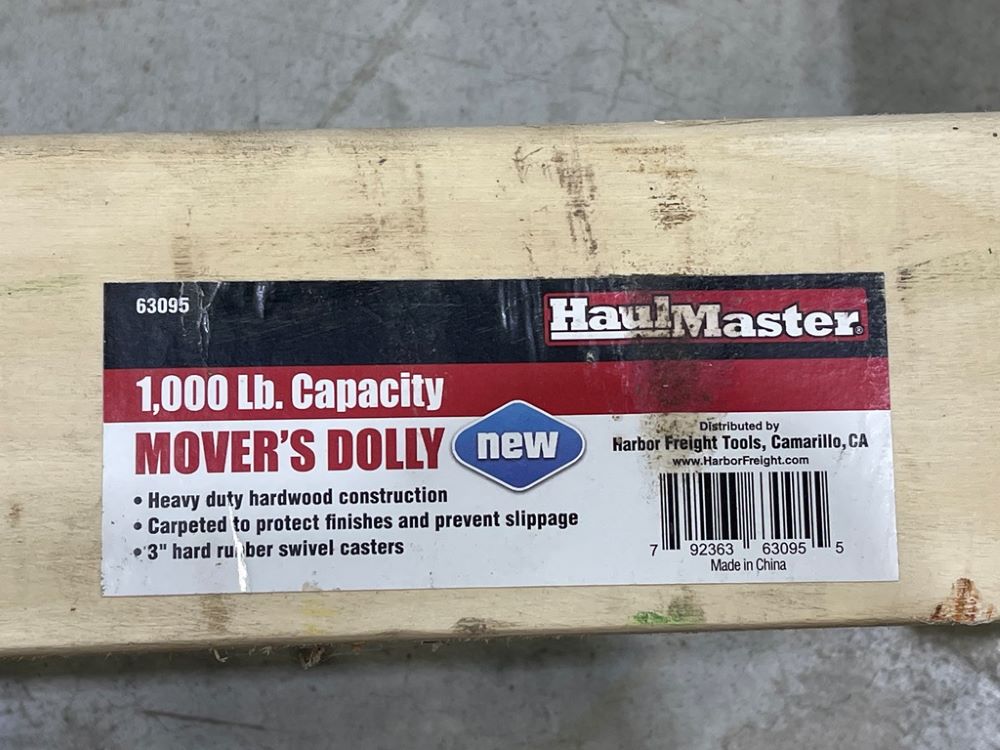 63095
HaulMaster®
1,000 Lb. Capacity
MOVER'S DOLLY
new
• Heavy duty hardwood construction
• Carpeted to protect finishes and prevent slippage
• 3" hard rubber swivel casters
Distributed by
Harbor Freight Tools, Camarillo, CA
www.HarborFreight.com
7 92363 63095 5
Made in China